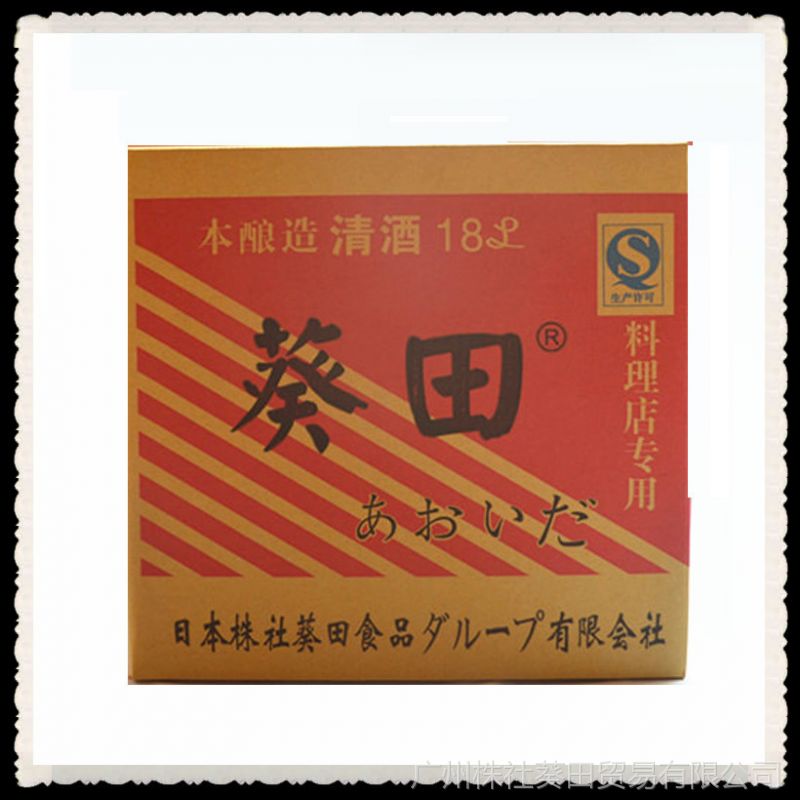 本酿造 清酒 18L
QS
生产许可
葵田®
料理店专用
あおいだ
日本株社葵田食品ダループ有限会社
广州株社葵田贸易有限公司